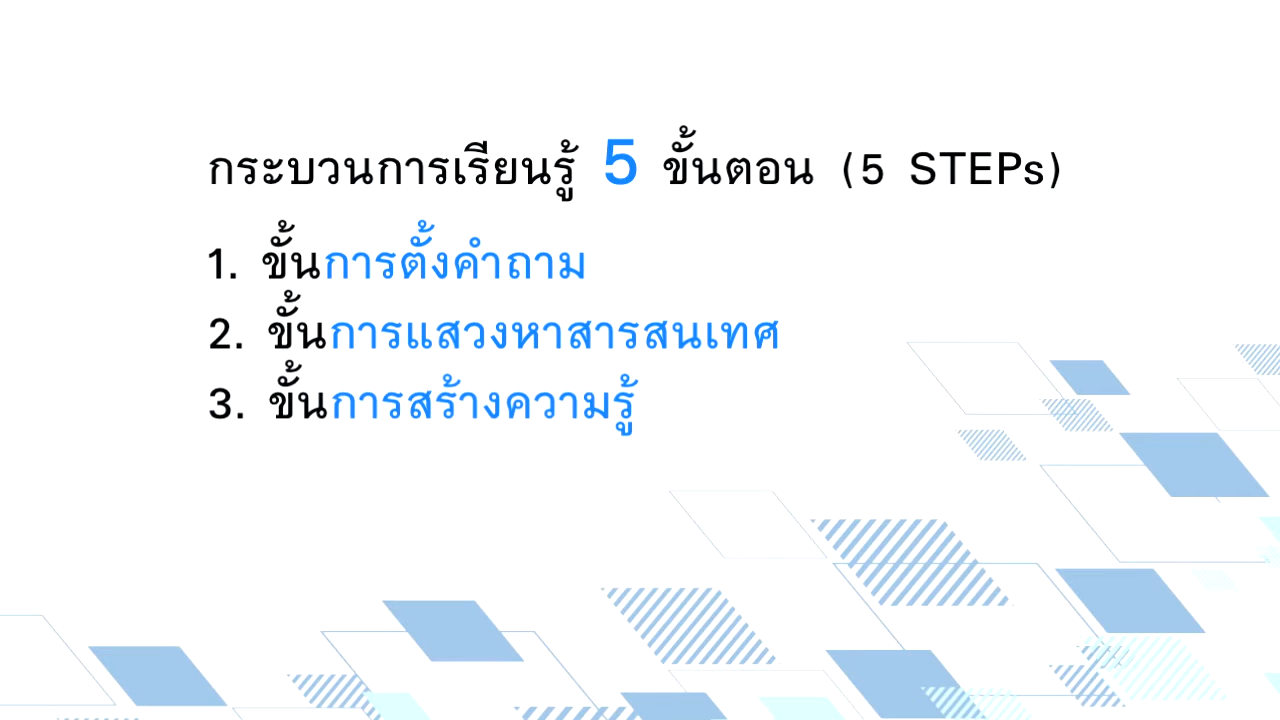 กระบวนการเรียนรู้ 5 ขั้นตอน (5 STEPs)
1. ขั้นการตั้งคำถาม
2. ขั้นการแสวงหาสารสนเทศ
3. ขั้นการสร้างความรู้